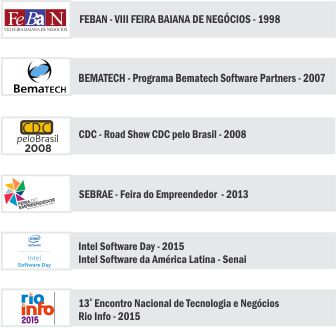 FeBaN
VIII FEIRA BAIANA DE NEGÓCIOS
FEBAN - VIII FEIRA BAIANA DE NEGÓCIOS - 1998
BEMATECH
BEMATECH - Programa Bematech Software Partners - 2007
CDC
peloBrasil
2008
CDC - Road Show CDC pelo Brasil - 2008
FEIRA DO
EMPREENDEDOR
SEBRAE - Feira do Empreendedor - 2013
intel
Software
Intel
Software Day
Intel Software Day - 2015
Intel Software da América Latina - Senai
rio
info
2015
13° Encontro Nacional de Tecnologia e Negócios
Rio Info - 2015